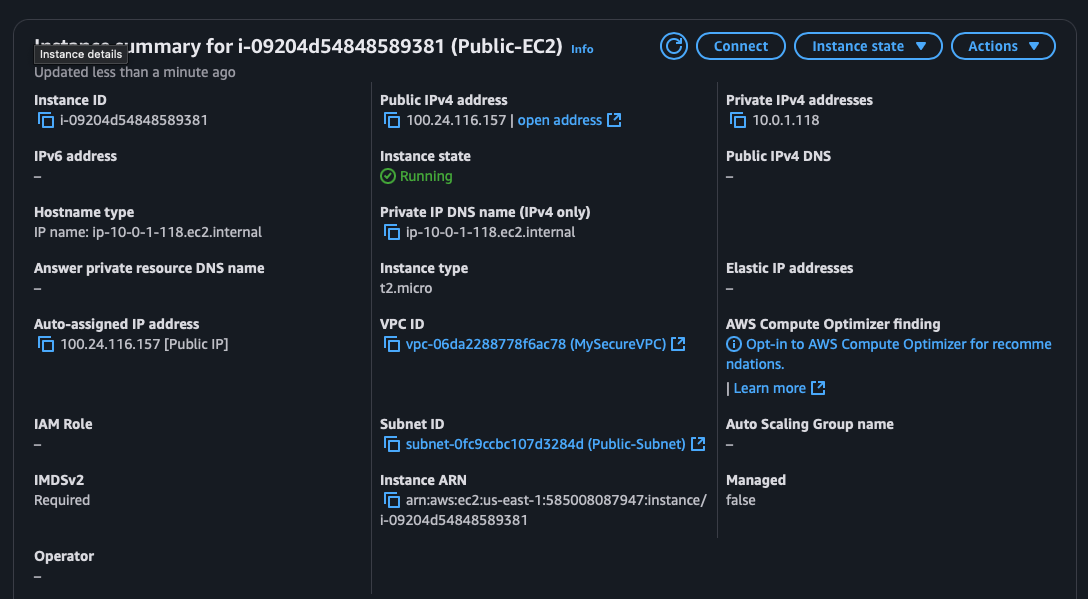 Instance summary for i-09204d54848589381 (Public-EC2) Info
Instance details
Connect
Instance state
Actions
Updated less than a minute ago
Instance ID
i-09204d54848589381
Public IPv4 address
100.24.116.157 | open address
Private IPv4 addresses
10.0.1.118
IPv6 address
–
Instance state
Running
Public IPv4 DNS
–
Hostname type
IP name: ip-10-0-1-118.ec2.internal
Private IP DNS name (IPv4 only)
ip-10-0-1-118.ec2.internal
Answer private resource DNS name
–
Instance type
t2.micro
Elastic IP addresses
–
Auto-assigned IP address
100.24.116.157 [Public IP]
VPC ID
vpc-06da2288778f6ac78 (MySecureVPC)
AWS Compute Optimizer finding
Opt-in to AWS Compute Optimizer for recomme
ndations.
| Learn more
IAM Role
–
Subnet ID
subnet-0fc9ccbc107d3284d (Public-Subnet)
Auto Scaling Group name
–
IMDSv2
Required
Instance ARN
arn:aws:ec2:us-east-1:585008087947:instance/
i-09204d54848589381
Managed
false
Operator
–